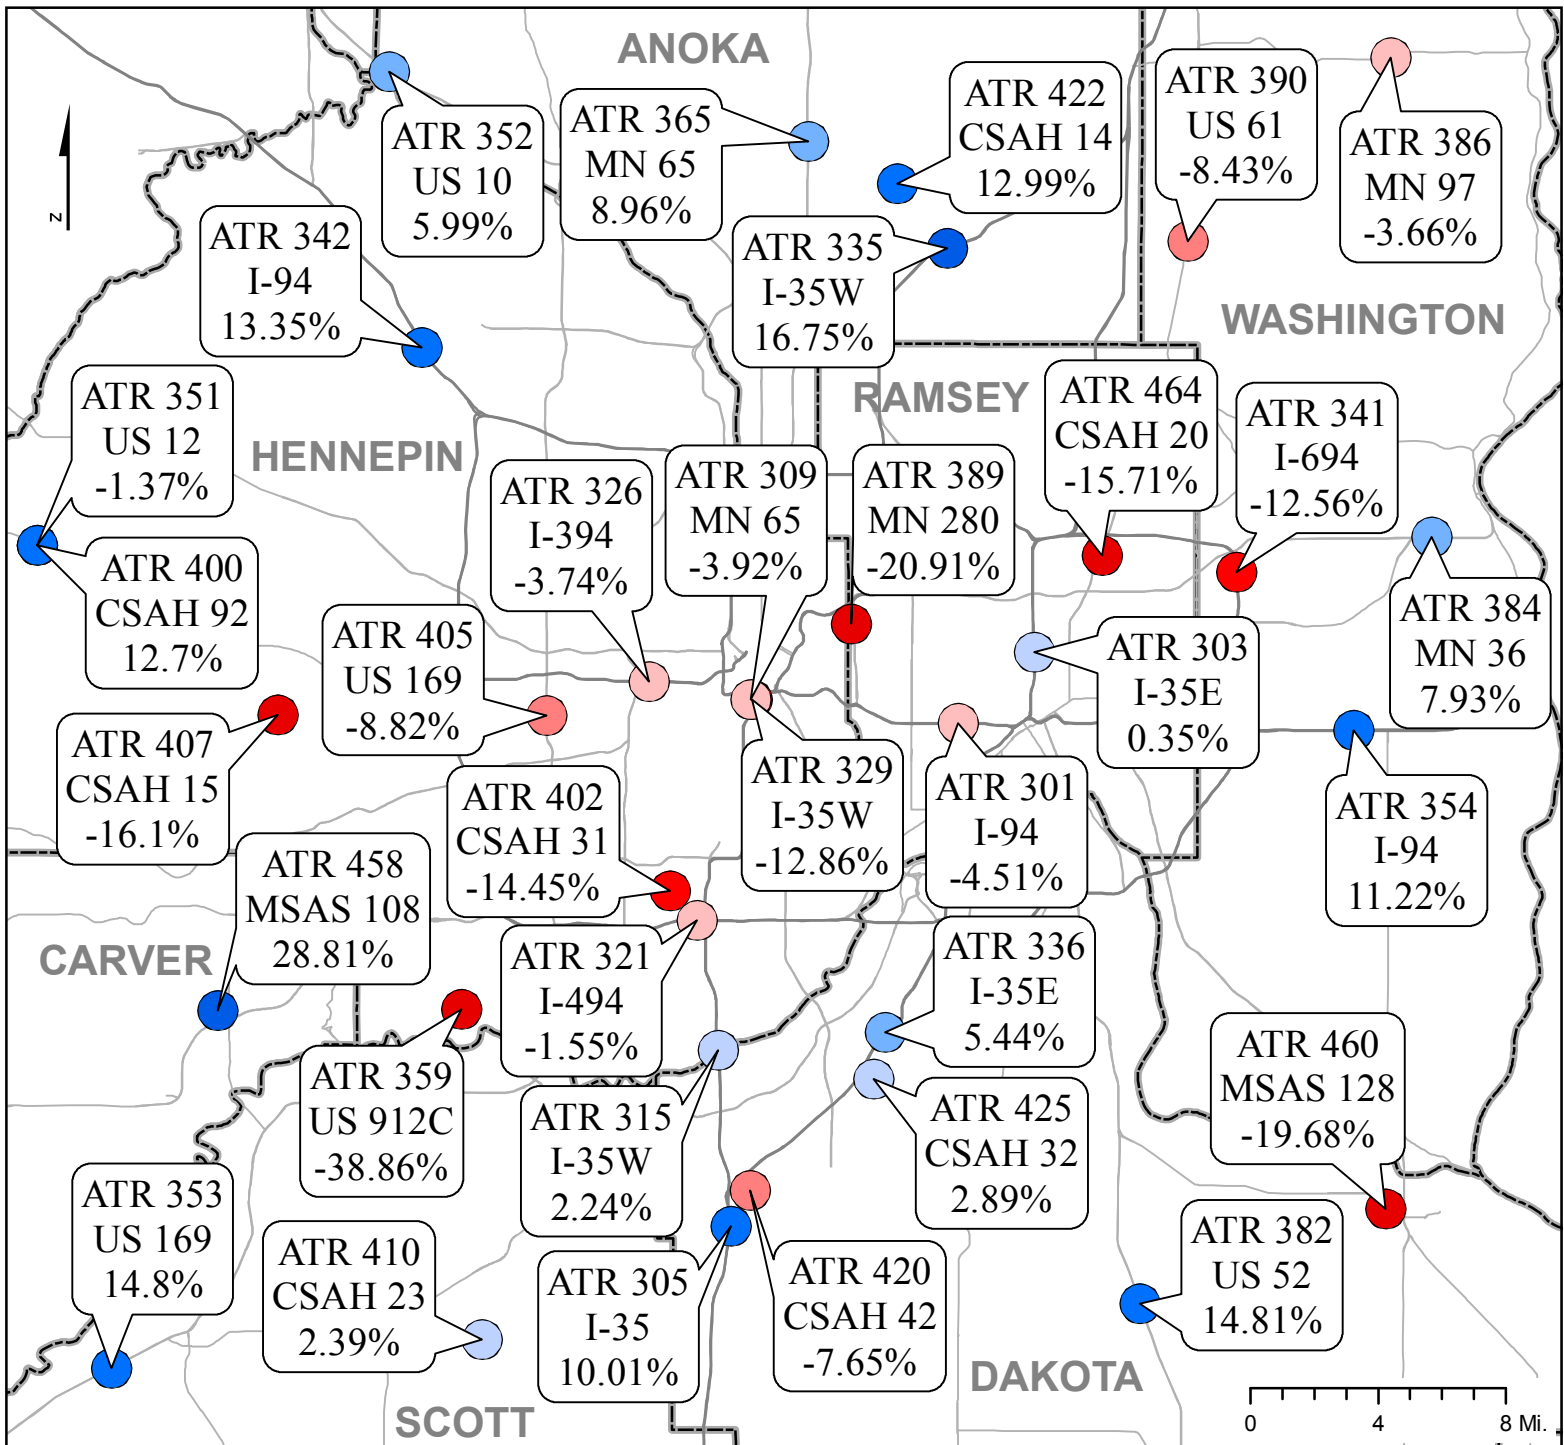 ANOKA
ATR 352
US 10
5.99%
ATR 365
MN 65
8.96%
ATR 422
CSAH 14
12.99%
ATR 390
US 61
-8.43%
ATR 386
MN 97
-3.66%
z
ATR 342
I-94
13.35%
ATR 335
I-35W
16.75%
WASHINGTON
ATR 351
US 12
-1.37%
HENNEPIN
RAMSEY
ATR 464
CSAH 20
-15.71%
ATR 341
I-694
-12.56%
ATR 326
I-394
-3.74%
ATR 309
MN 65
-3.92%
ATR 389
MN 280
-20.91%
ATR 400
CSAH 92
12.7%
ATR 405
US 169
-8.82%
ATR 303
I-35E
0.35%
ATR 384
MN 36
7.93%
ATR 407
CSAH 15
-16.1%
ATR 402
CSAH 31
-14.45%
ATR 329
I-35W
-12.86%
ATR 301
I-94
-4.51%
ATR 354
I-94
11.22%
ATR 458
MSAS 108
28.81%
CARVER
ATR 321
I-494
-1.55%
ATR 336
I-35E
5.44%
ATR 359
US 912C
-38.86%
ATR 315
I-35W
2.24%
ATR 425
CSAH 32
2.89%
ATR 460
MSAS 128
-19.68%
ATR 353
US 169
14.8%
ATR 410
CSAH 23
2.39%
ATR 305
I-35
10.01%
ATR 420
CSAH 42
-7.65%
ATR 382
US 52
14.81%
DAKOTA
SCOTT
0 4 8 Mi.